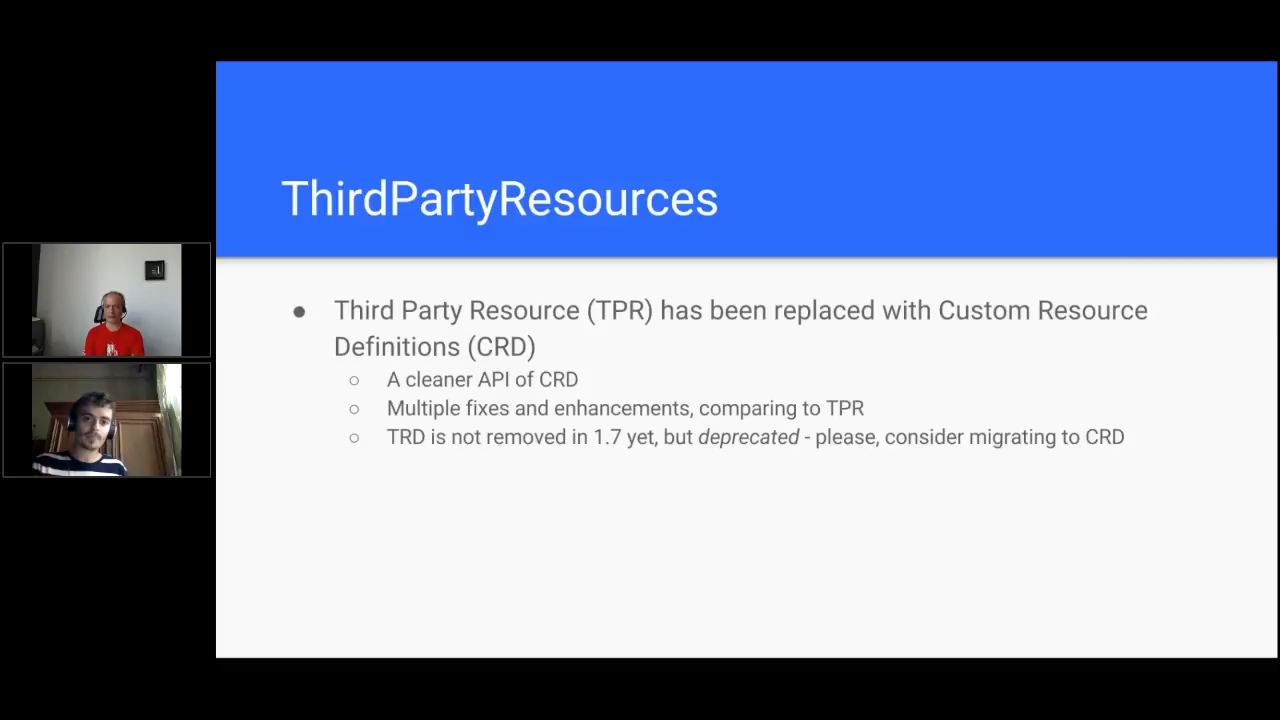 ThirdPartyResources
● Third Party Resource (TPR) has been replaced with Custom Resource
Definitions (CRD)
○ A cleaner API of CRD
○ Multiple fixes and enhancements, comparing to TPR
○ TRD is not removed in 1.7 yet, but deprecated - please, consider migrating to CRD